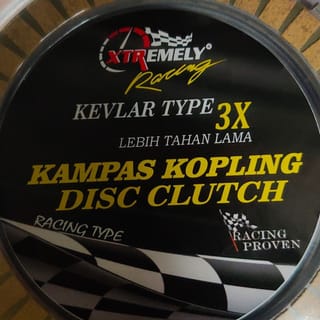 XTREMELY
Racing
KEVLAR TYPE 3X
LEBIH TAHAN LAMA
KAMPAS KOPLING
DISC CLUTCH
RACING TYPE
RACING
PROVEN